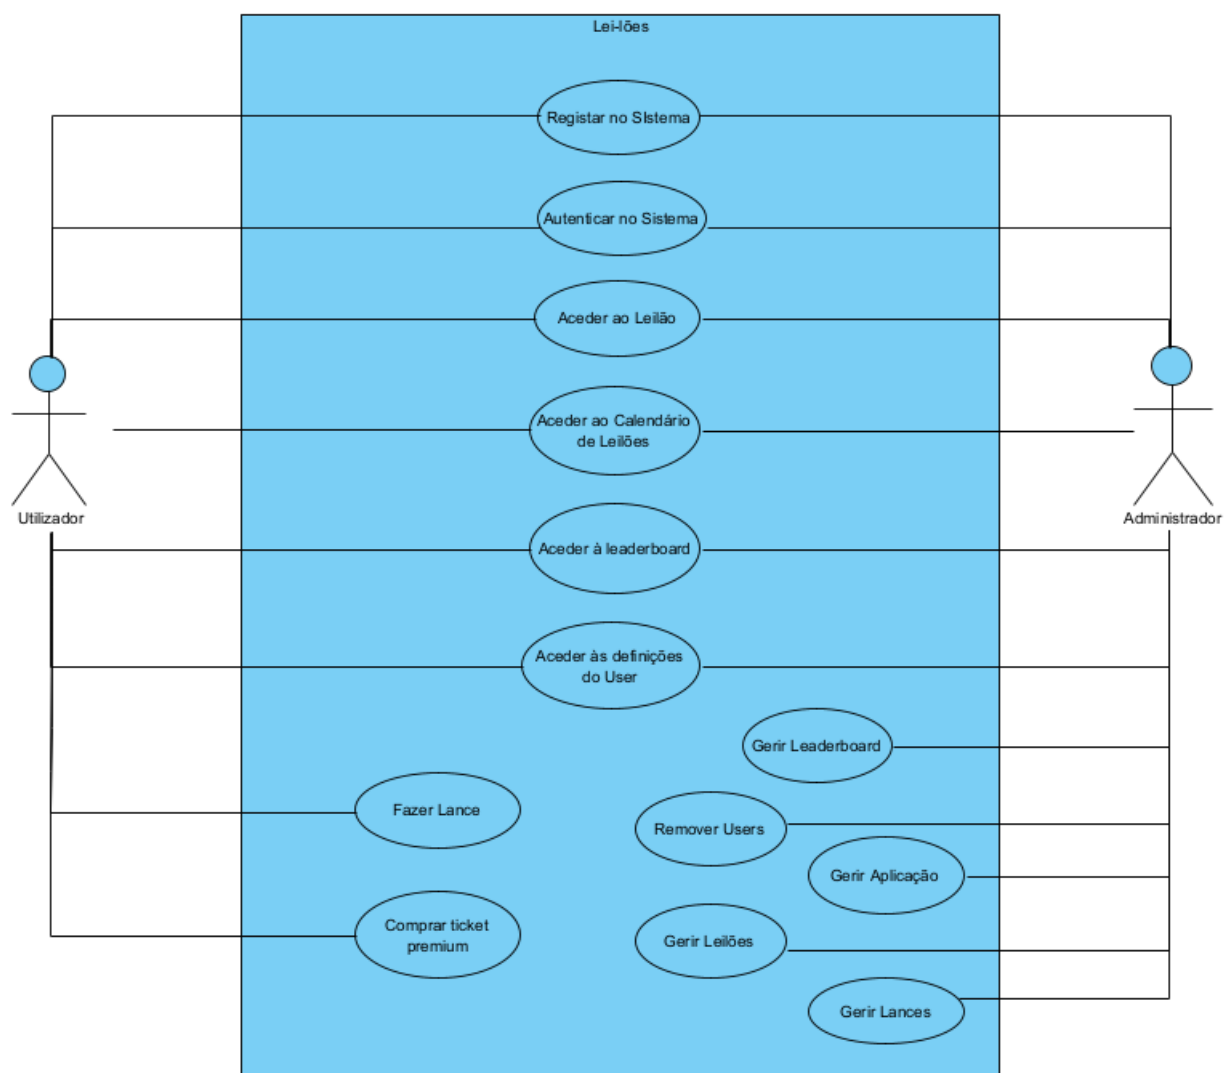 Lei-lões
Registar no SIstema
Autenticar no Sistema
Aceder ao Leilão
Aceder ao Calendário
de Leilões
Utilizador
Administrador
Aceder à leaderboard
Aceder às definições
do User
Gerir Leaderboard
Fazer Lance
Remover Users
Gerir Aplicação
Comprar ticket
premium
Gerir Leilões
Gerir Lances